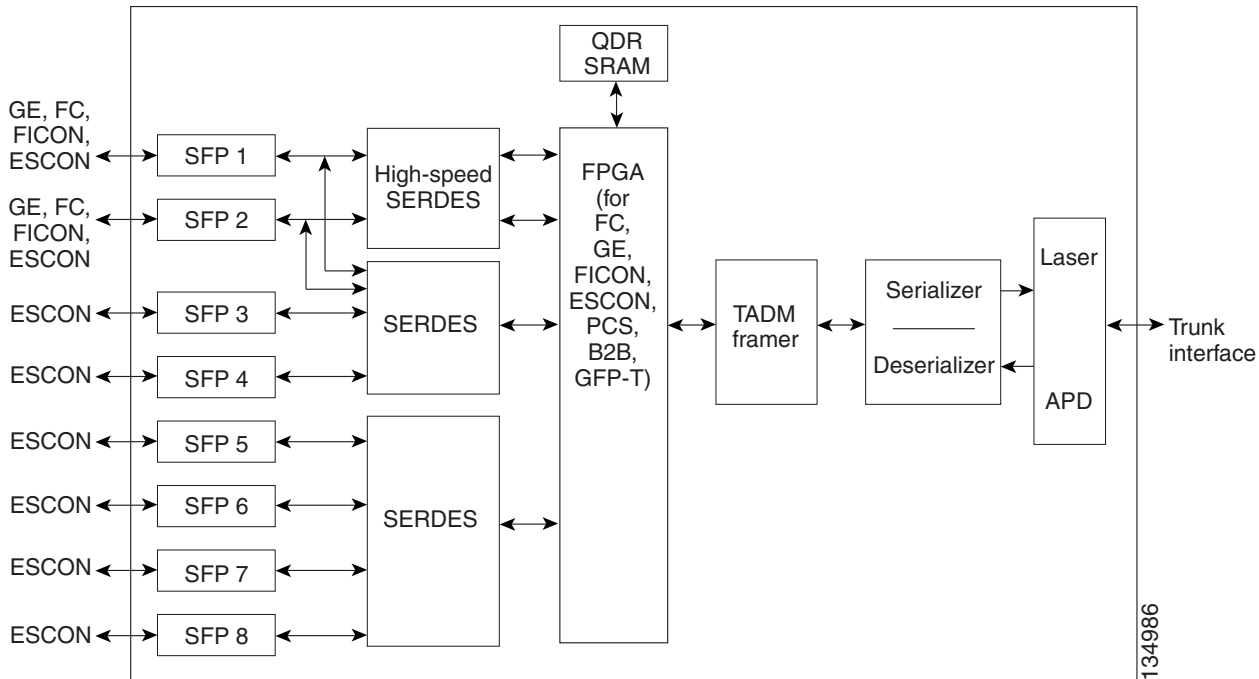 QDR
SRAM
GE, FC,
FICON,
ESCON
SFP 1
High-speed
SERDES
FPGA
(for
FC,
GE,
FICON,
ESCON,
PCS,
B2B,
GFP-T)
GE, FC,
FICON,
ESCON
SFP 2
ESCON
SFP 3
SERDES
ESCON
SFP 4
TADM
framer
Serializer
Deserializer
Laser
APD
Trunk
interface
ESCON
SFP 5
ESCON
SFP 6
SERDES
ESCON
SFP 7
ESCON
SFP 8
134986